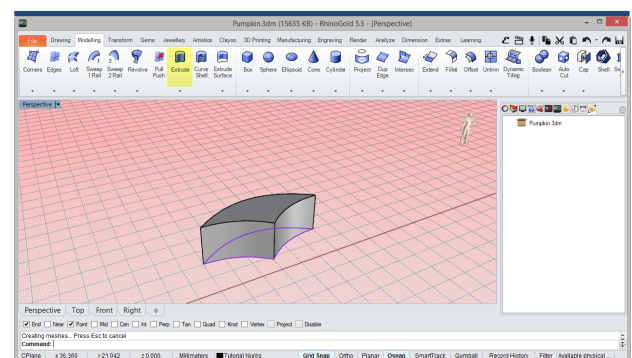 Pumpkin.3dm (15635 KB) - RhinoGold 5.5 - [Perspective]
File Drawing Modelling Transform Gems Jewellery Artistics Clayoo 3D Printing Manufacturing Engraving Render Analyze Dimension Extras Learning
Corners Edges Loft Sweep 1 Rail Sweep 2 Rail Revolve Pull Push Extrude Curve Shell Extrude Surface Box Sphere Ellipsoid Cone Cylinder Project Dup Edge Intersec Extend Fillet Offset Untrim Dynamic Tiling Boolean Auto Cut Cap Shell
Perspective
Pumpkin.3dm
Perspective Top Front Right
End Near Point Mid Cen Int Perp Tan Quad Knot Vertex Project Disable
Creating meshes... Press Esc to cancel
Command:
CPlane x 36.360 y 21.042 z 0.000 Millimeters Tutorial Nurbs Grid Snap Ortho Planar Osnap SmartTrack Gumball Record History Filter Available physical ...